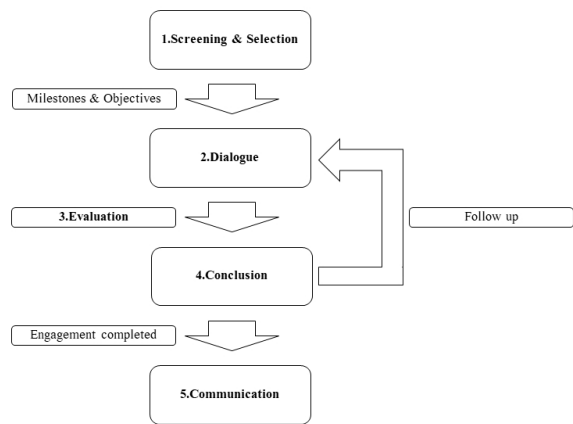 1.Screening & Selection
Milestones & Objectives
2.Dialogue
3.Evaluation
Follow up
4.Conclusion
Engagement completed
5.Communication